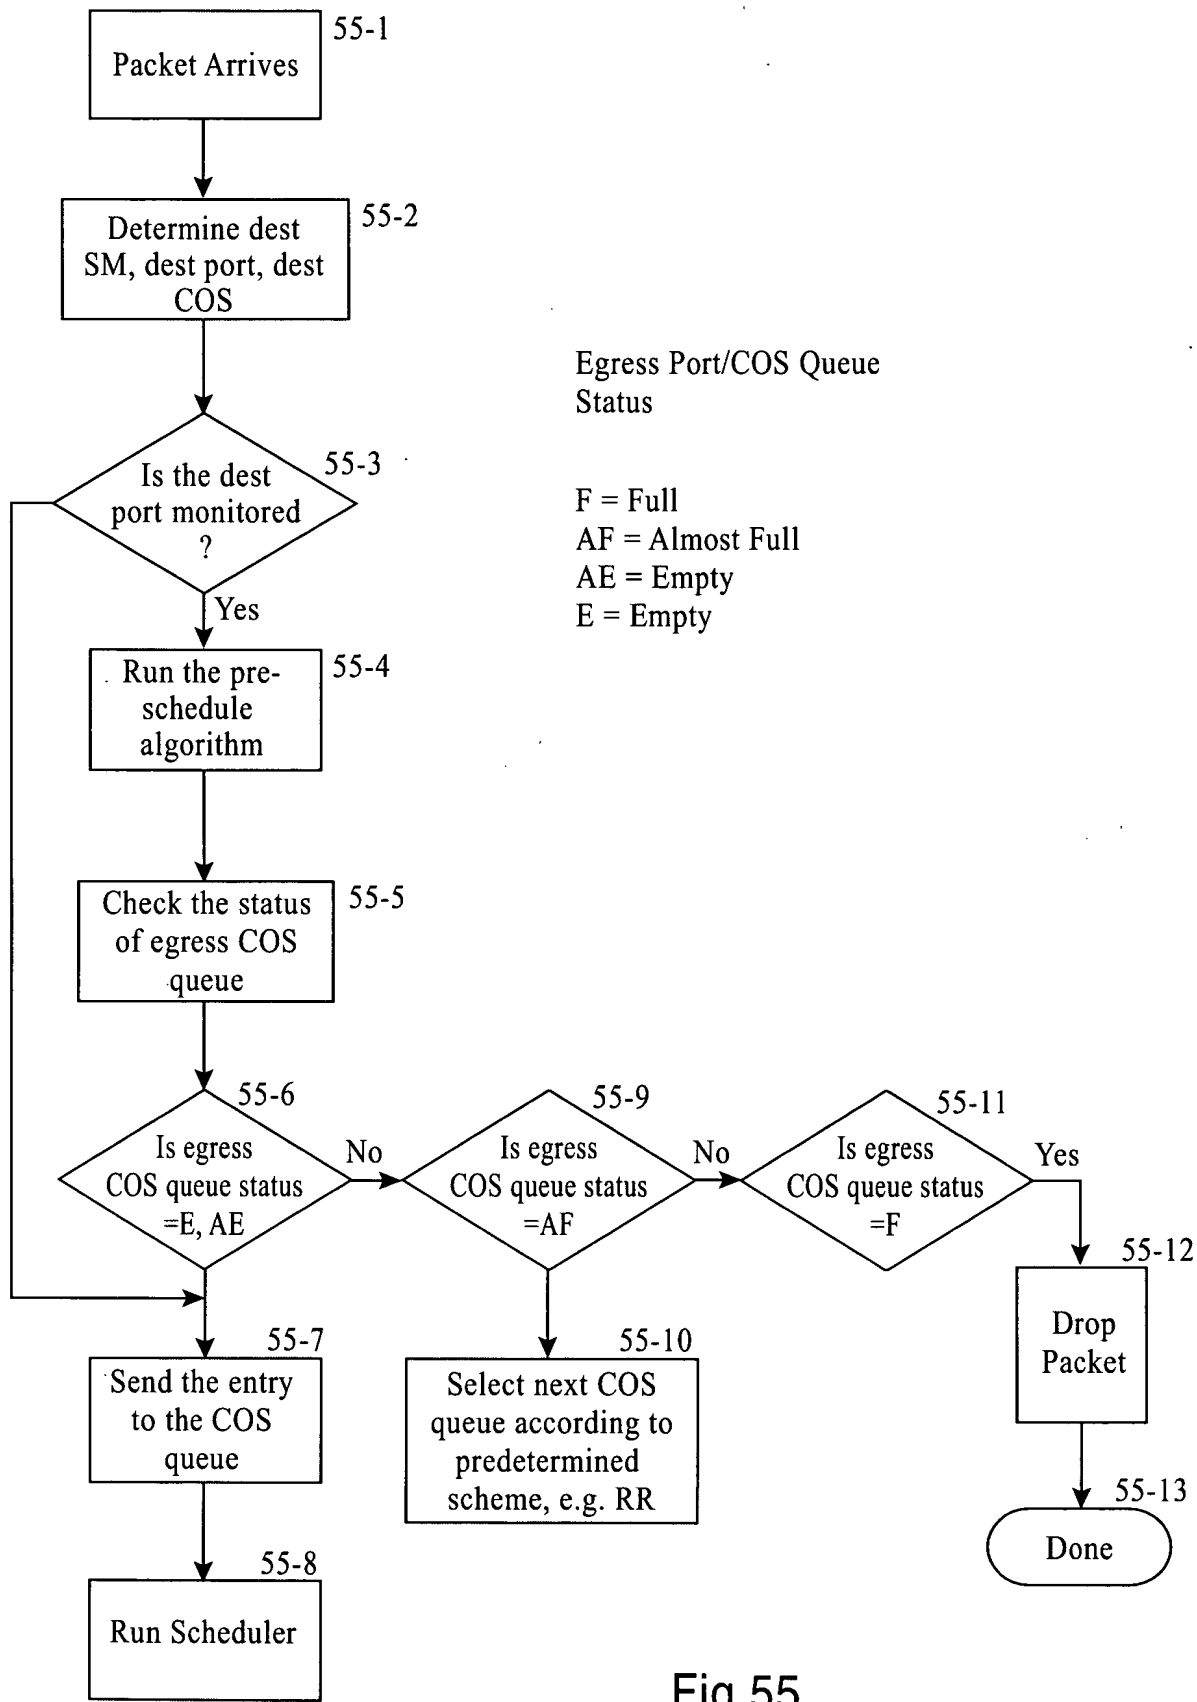 55-1
Packet Arrives
55-2
Determine dest
SM, dest port, dest
COS
Egress Port/COS Queue
Status
F = Full
AF = Almost Full
AE = Empty
E = Empty
55-3
Is the dest
port monitored
?
Yes
55-4
Run the pre-
schedule
algorithm
55-5
Check the status
of egress COS
queue
55-6
Is egress
COS queue status
=E, AE
No
55-9
Is egress
COS queue status
=AF
No
55-11
Is egress
COS queue status
=F
Yes
55-12
Drop
Packet
55-13
Done
55-7
Send the entry
to the COS
queue
55-10
Select next COS
queue according to
predetermined
scheme, e.g. RR
55-8
Run Scheduler
Fig 55